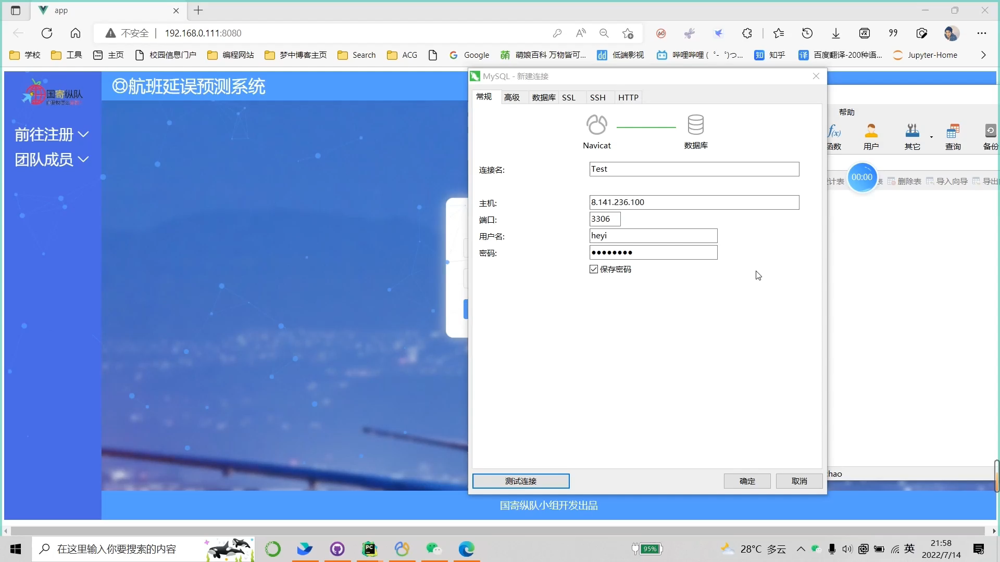 app
不安全
192.168.0.111:8080
学校
工具
主页
校园信息门户
编程网站
梦中博客主页
Search
ACG
Google
萌娘百科 万物皆可...
低端影视
哔哩哔哩 ( ゜- ゜)つ...
知乎
百度翻译-200种语...
Jupyter-Home
国寄纵队
航班延误预测系统
前往注册
团队成员
MySQL - 新建连接
常规
高级
数据库
SSL
SSH
HTTP
Navicat
数据库
连接名:
Test
主机:
8.141.236.100
端口:
3306
用户名:
heyi
密码:
●●●●●●●●
保存密码
测试连接
确定
取消
帮助
函数
用户
其它
查询
备份
计表
00:00
表
删除表
导入向导
导出
hao
国寄纵队小组开发出品
在这里输入你要搜索的内容
95%
28°C 多云
英
21:58
2022/7/14